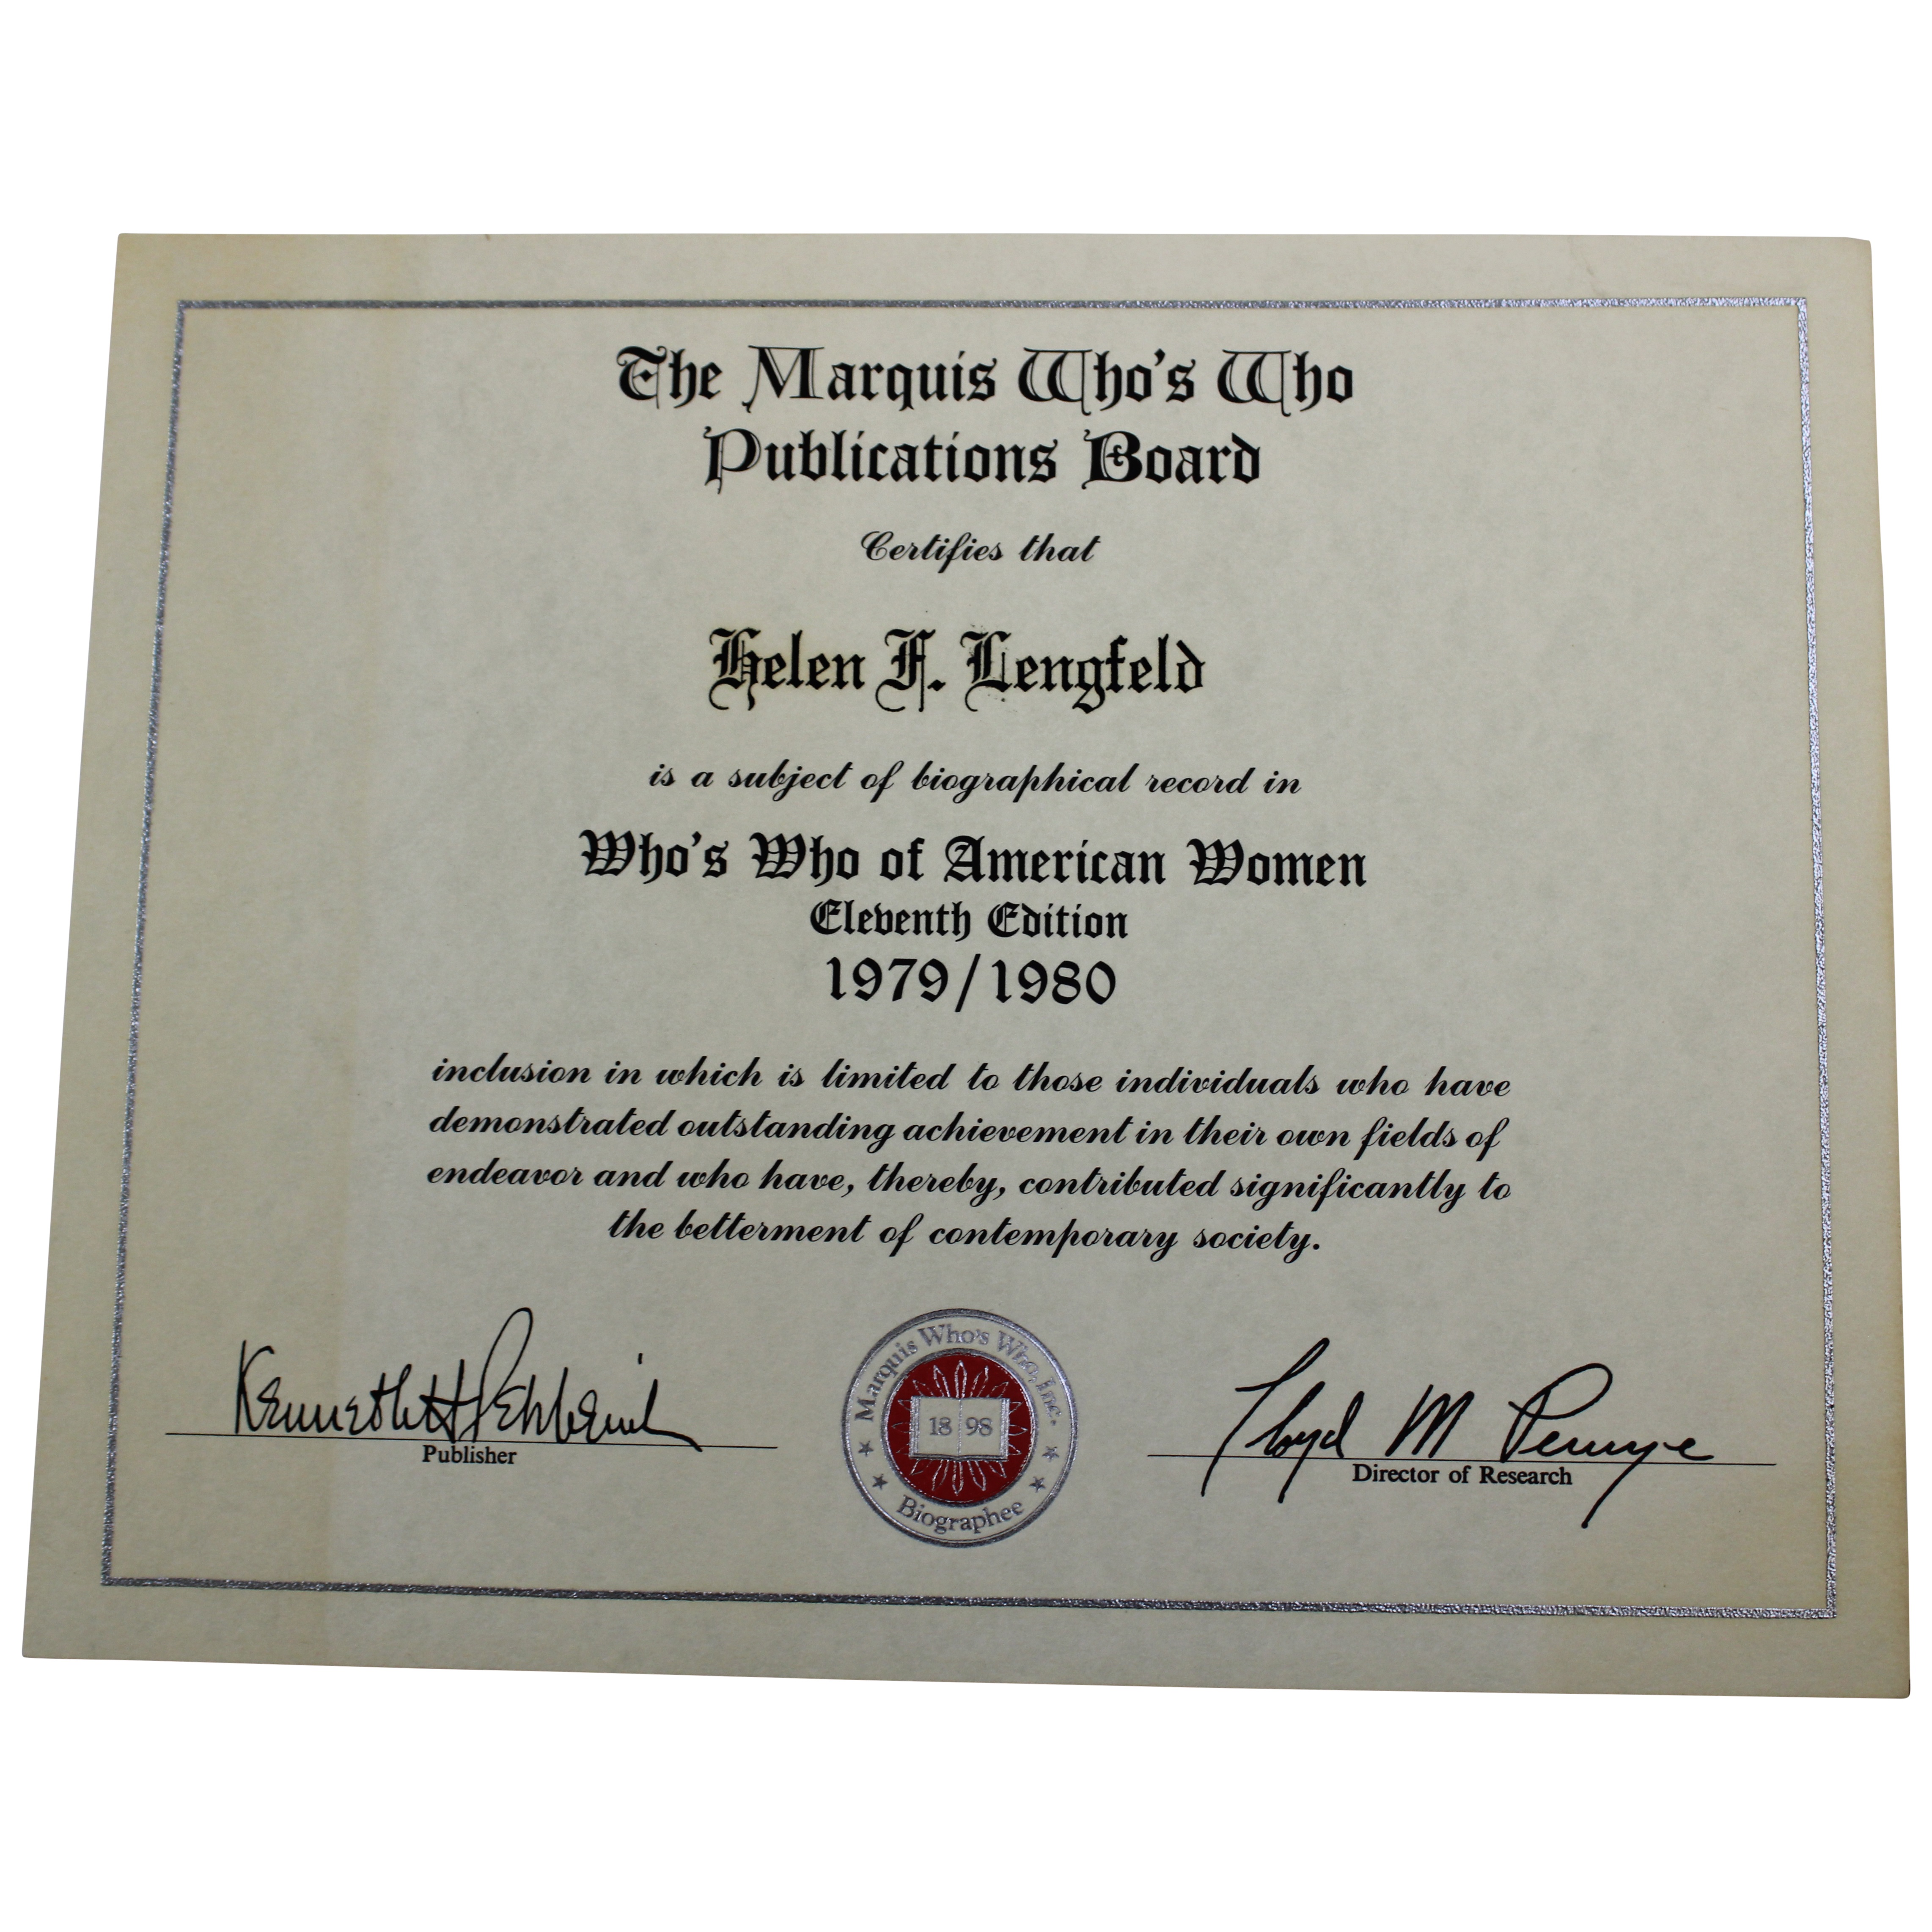 The Marquis Who's Who
Publications Board
Certifies that
Helen F. Lengfeld
is a subject of biographical record in
Who's Who of American Women
Eleventh Edition
1979/1980
inclusion in which is limited to those individuals who have
demonstrated outstanding achievement in their own fields of
endeavor and who have, thereby, contributed significantly to
the betterment of contemporary society.
Kenneth H
Publisher
Marquis Who's Who, Inc.
18 98
Biographee
Lloyd M
Director of Research